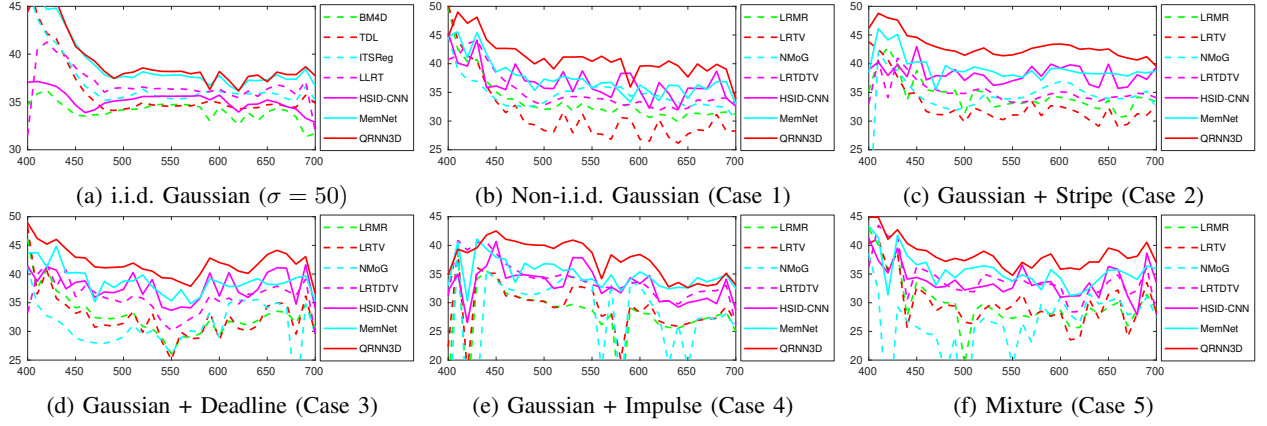 45
40
35
30
400 450 500 550 600 650 700
BM4D
TDL
ITSReg
LLRT
HSID-CNN
MemNet
QRNN3D
(a) i.i.d. Gaussian (σ = 50)
50
45
40
35
30
25
400 450 500 550 600 650 700
LRMR
LRTV
NMoG
LRTDTV
HSID-CNN
MemNet
QRNN3D
(b) Non-i.i.d. Gaussian (Case 1)
50
45
40
35
30
25
400 450 500 550 600 650 700
LRMR
LRTV
NMoG
LRTDTV
HSID-CNN
MemNet
QRNN3D
(c) Gaussian + Stripe (Case 2)
50
45
40
35
30
25
400 450 500 550 600 650 700
LRMR
LRTV
NMoG
LRTDTV
HSID-CNN
MemNet
QRNN3D
(d) Gaussian + Deadline (Case 3)
45
40
35
30
25
20
400 450 500 550 600 650 700
LRMR
LRTV
NMoG
LRTDTV
HSID-CNN
MemNet
QRNN3D
(e) Gaussian + Impulse (Case 4)
45
40
35
30
25
20
400 450 500 550 600 650 700
LRMR
LRTV
NMoG
LRTDTV
HSID-CNN
MemNet
QRNN3D
(f) Mixture (Case 5)